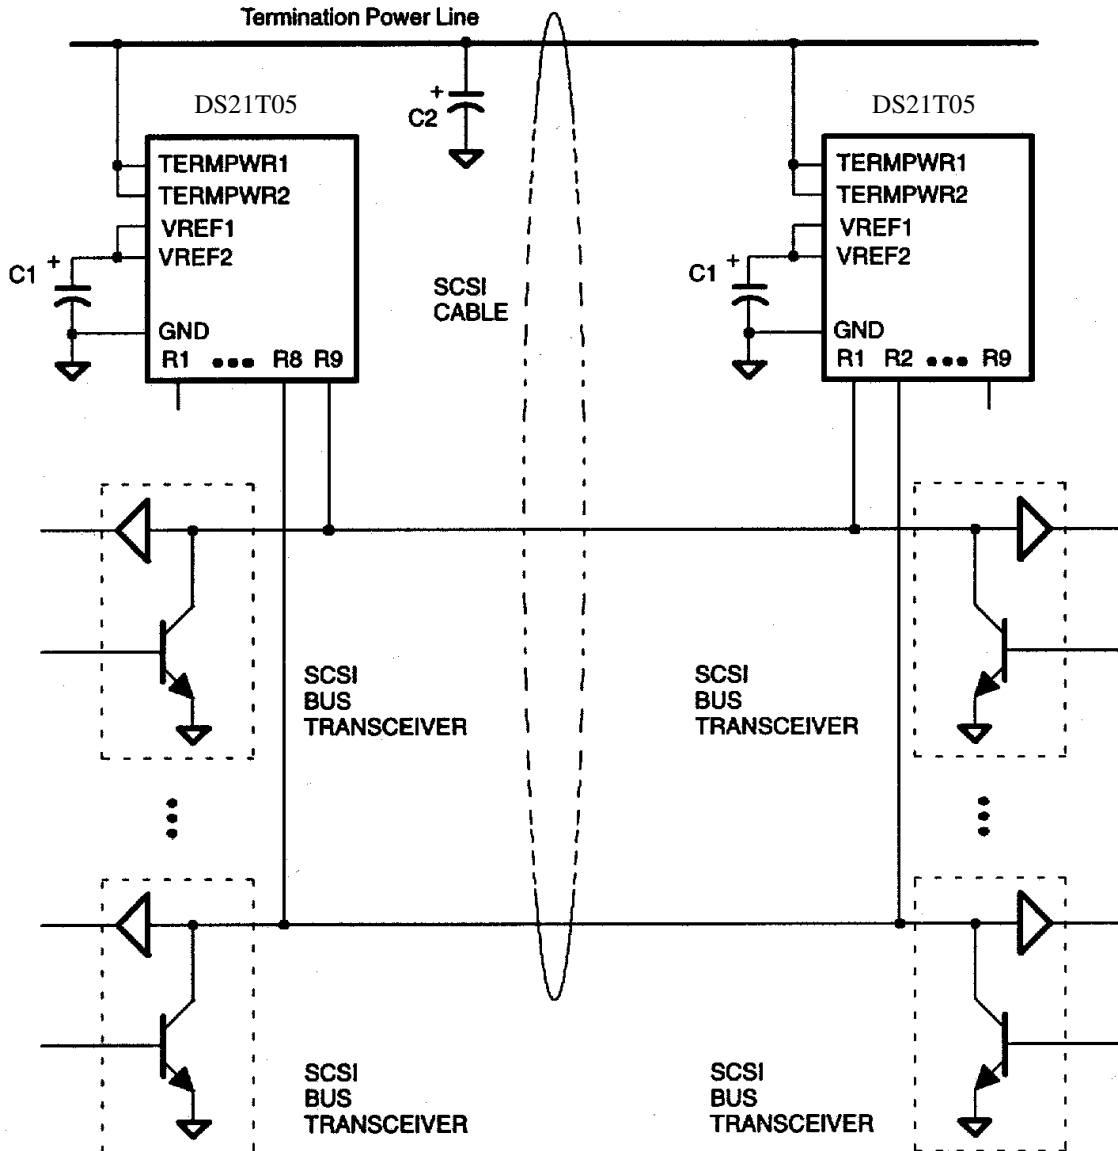 Termination Power Line
DS21T05
+
C2
DS21T05
TERMPWR1
TERMPWR2
VREF1
VREF2
+
C1
GND
R1 ••• R8 R9
TERMPWR1
TERMPWR2
VREF1
VREF2
+
C1
GND
R1 R2 ••• R9
SCSI
CABLE
SCSI
BUS
TRANSCEIVER
SCSI
BUS
TRANSCEIVER
SCSI
BUS
TRANSCEIVER
SCSI
BUS
TRANSCEIVER